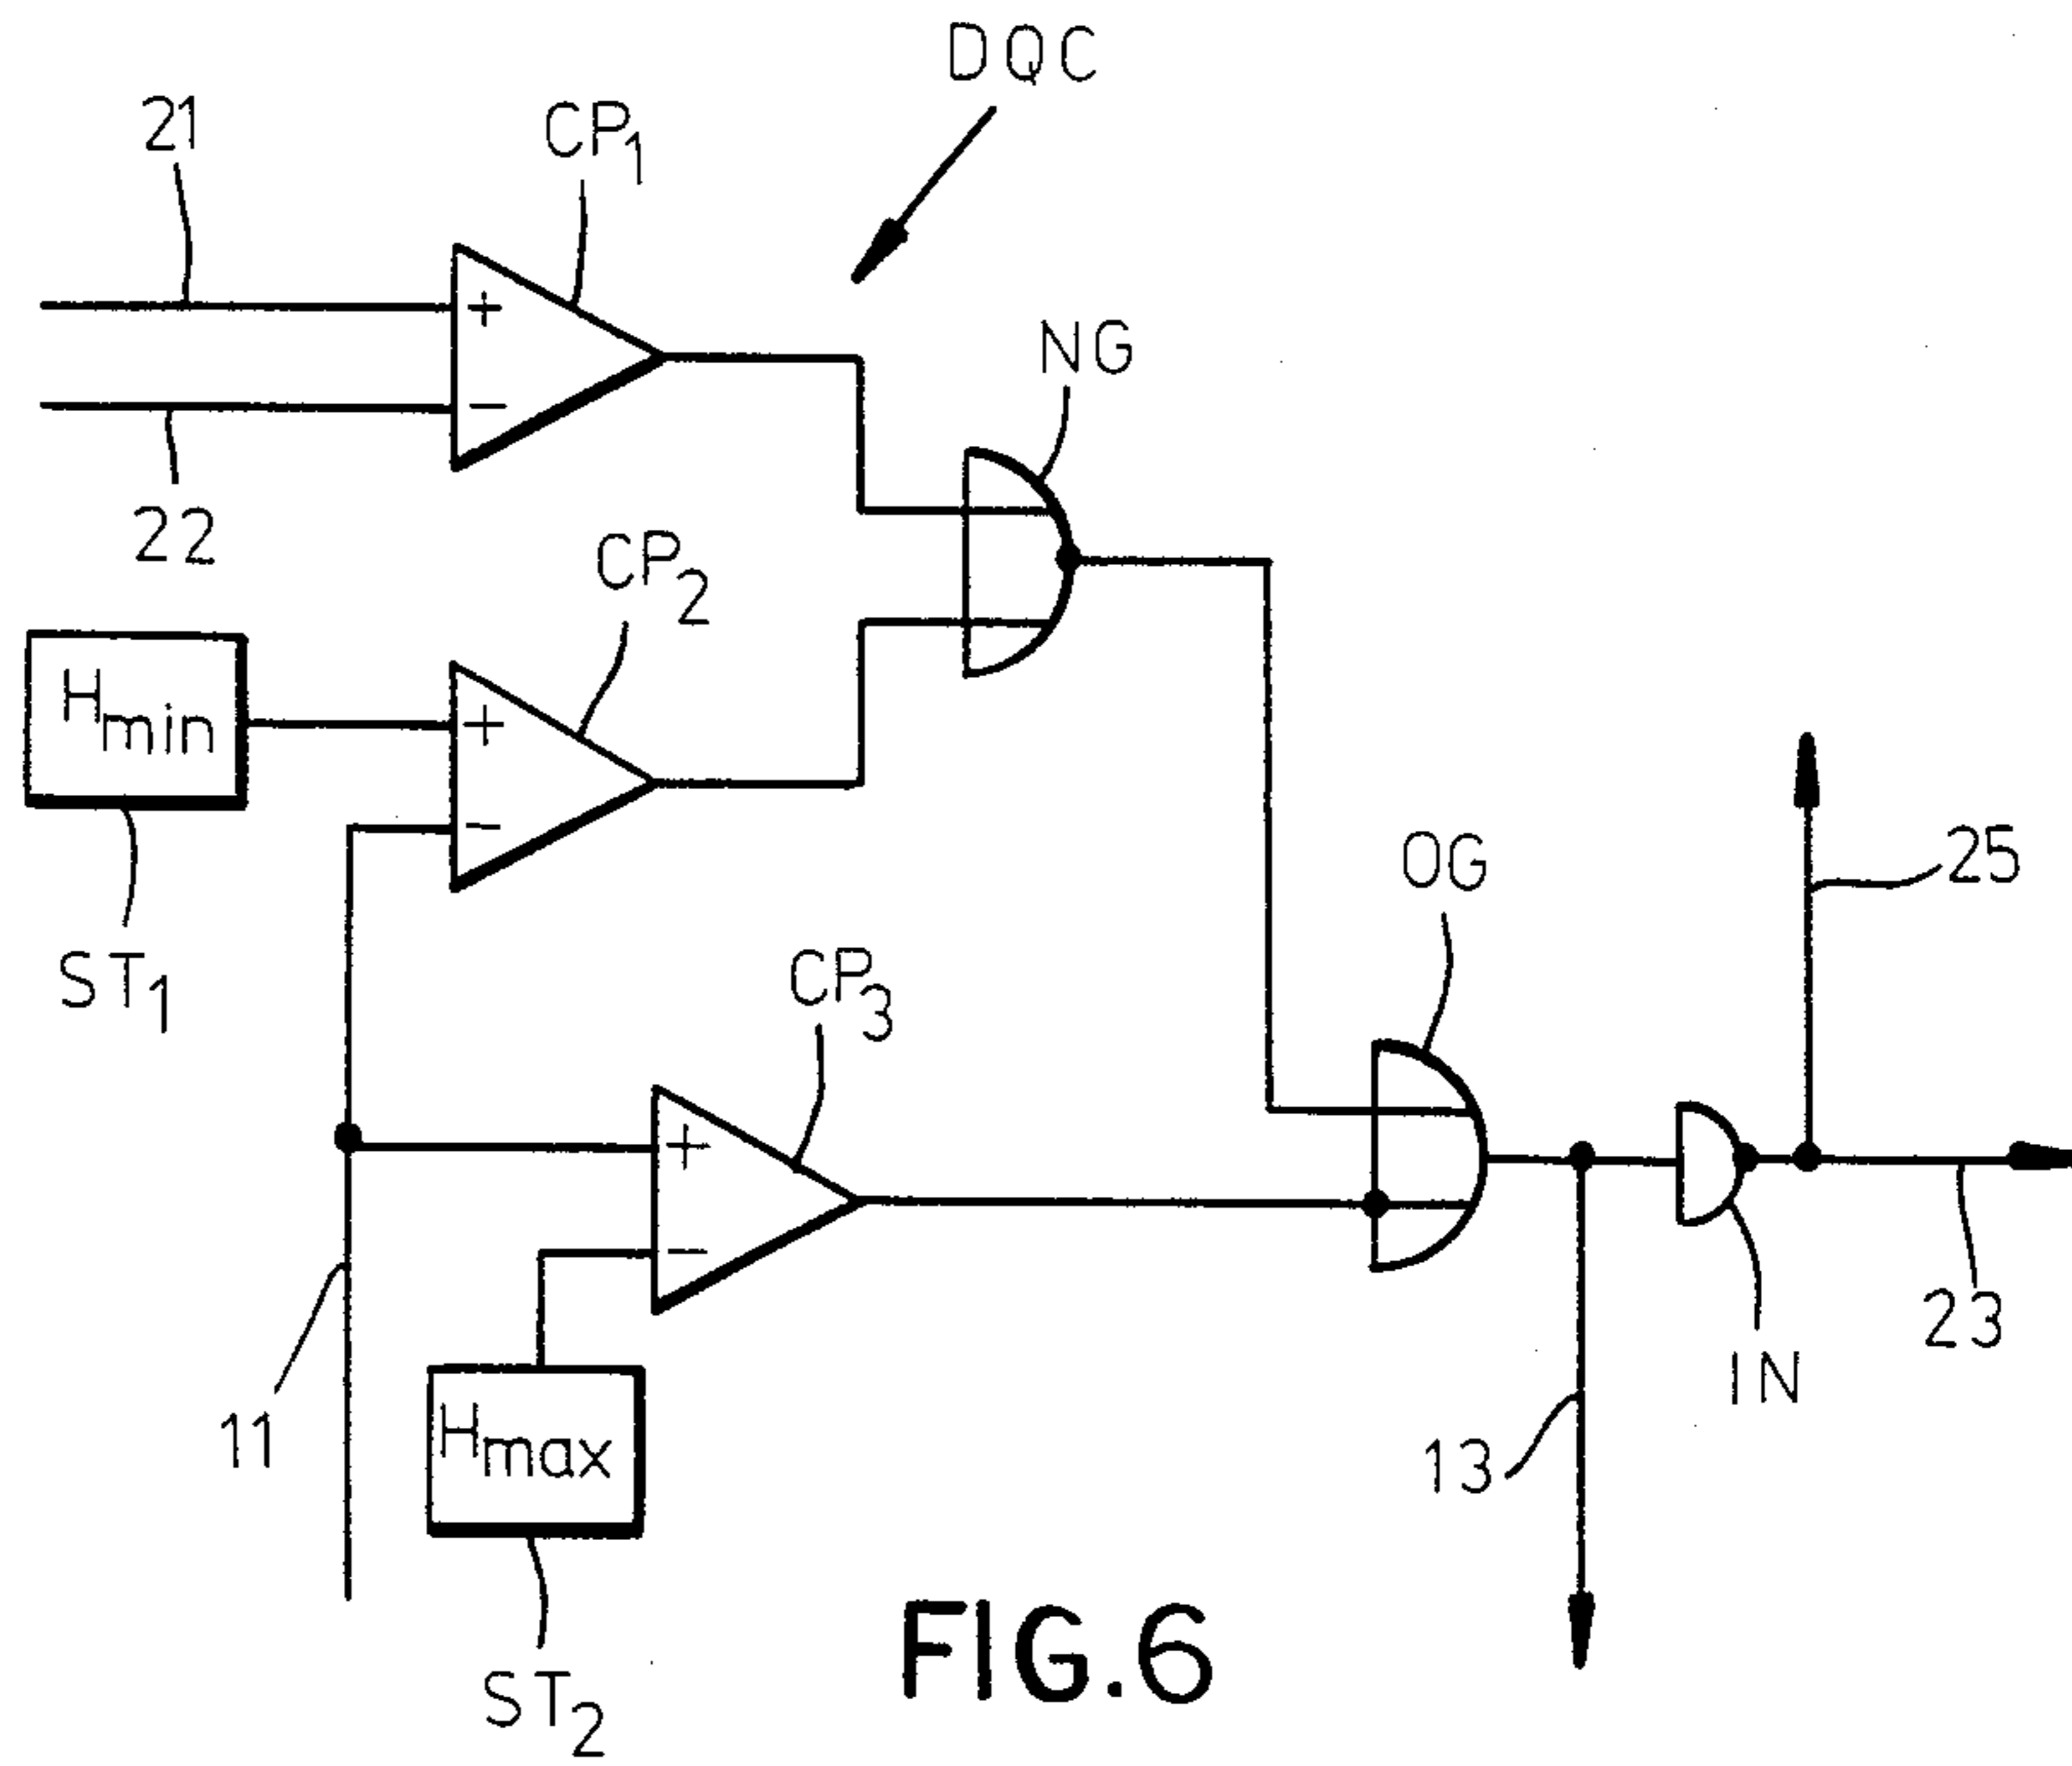 DQC
21
CP1
NG
22
CP2
Hmin
25
OG
ST1
CP3
23
IN
11
Hmax
13
FIG.6
ST2